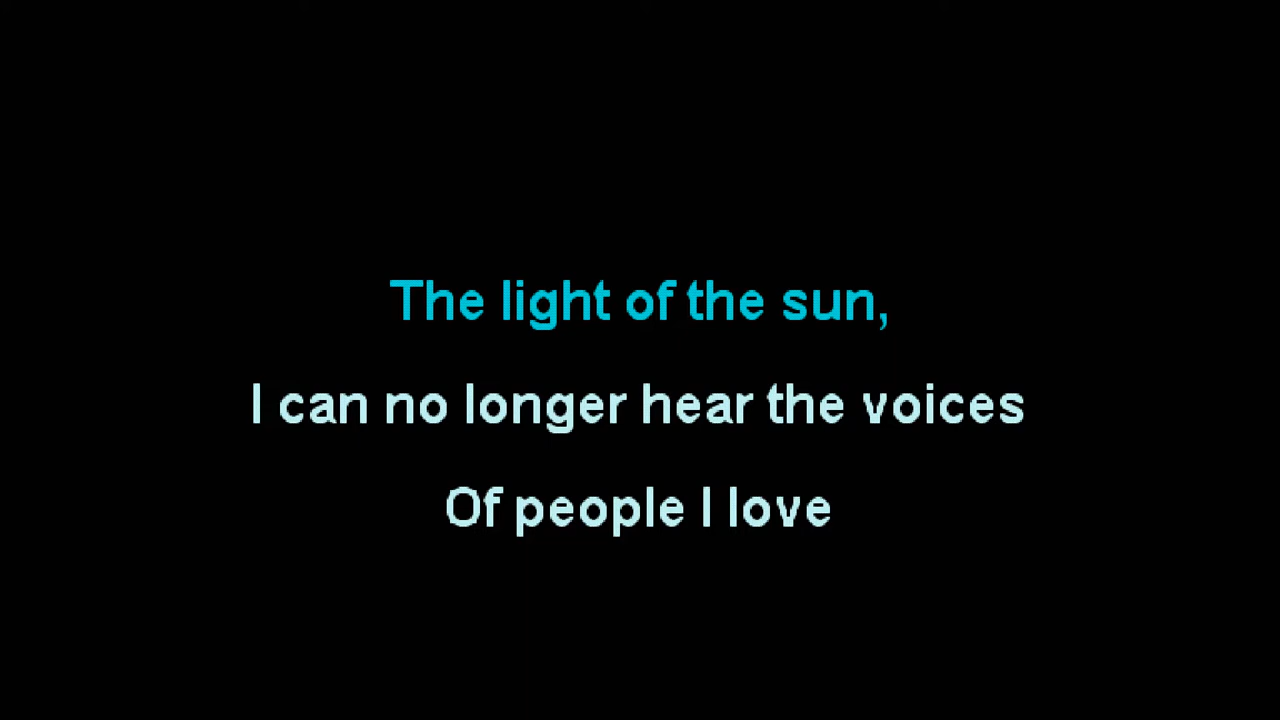 The light of the sun,
I can no longer hear the voices
Of people I love